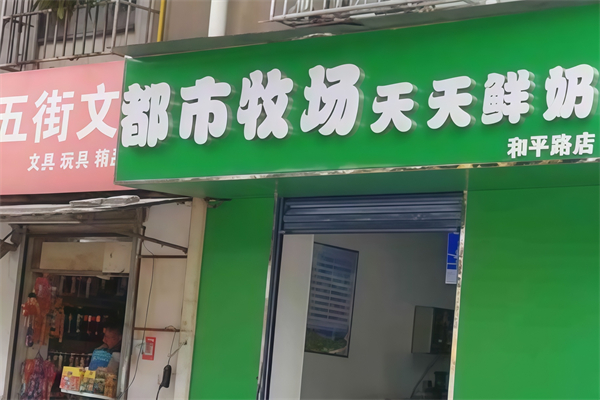 五街文
文具 玩具
都市牧场 天天鲜奶
和平路店